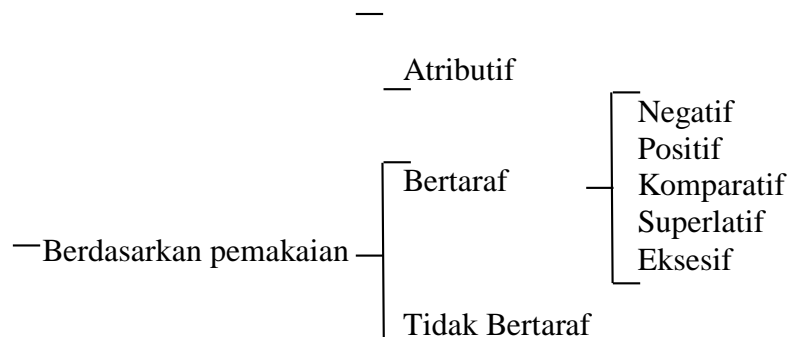 Atributif
Negatif
Positif
Bertaraf
Komparatif
Superlatif
Berdasarkan pemakaian
Eksesif
Tidak Bertaraf